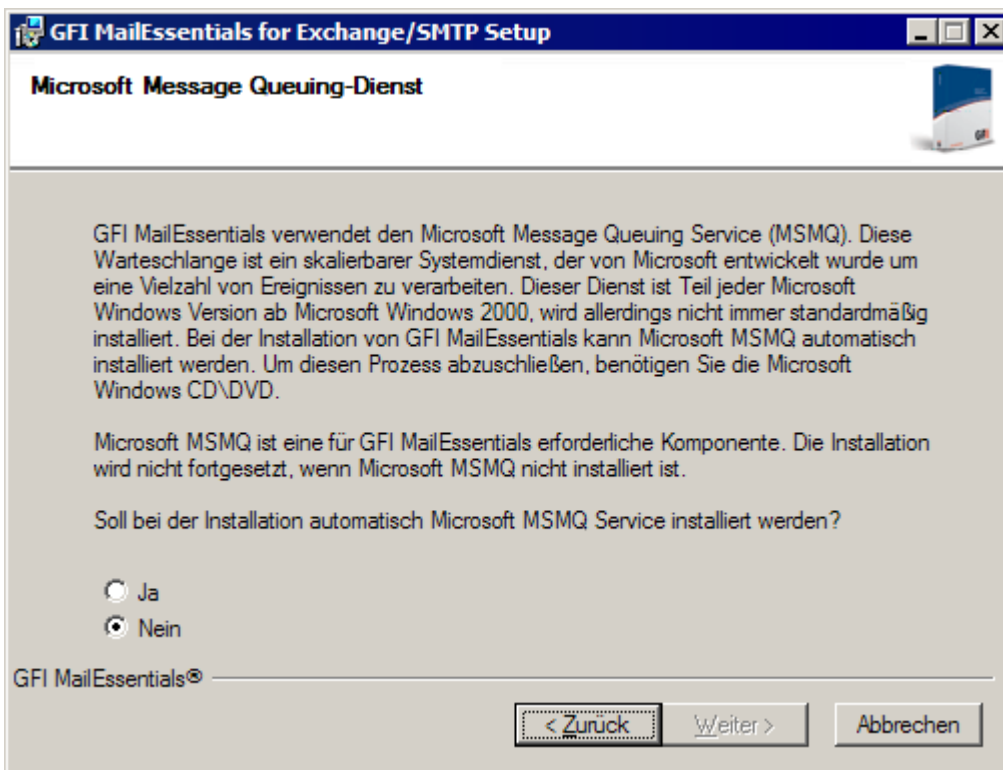 GFI MailEssentials for Exchange/SMTP Setup
Microsoft Message Queuing-Dienst
GFI
GFI MailEssentials verwendet den Microsoft Message Queuing Service (MSMQ). Diese
Warteschlange ist ein skalierbarer Systemdienst, der von Microsoft entwickelt wurde um
eine Vielzahl von Ereignissen zu verarbeiten. Dieser Dienst ist Teil jeder Microsoft
Windows Version ab Microsoft Windows 2000, wird allerdings nicht immer standardmäßig
installiert. Bei der Installation von GFI MailEssentials kann Microsoft MSMQ automatisch
installiert werden. Um diesen Prozess abzuschließen, benötigen Sie die Microsoft
Windows CD\DVD.
Microsoft MSMQ ist eine für GFI MailEssentials erforderliche Komponente. Die Installation
wird nicht fortgesetzt, wenn Microsoft MSMQ nicht installiert ist.
Soll bei der Installation automatisch Microsoft MSMQ Service installiert werden?
Ja
Nein
GFI MailEssentials®
< Zurück Weiter > Abbrechen